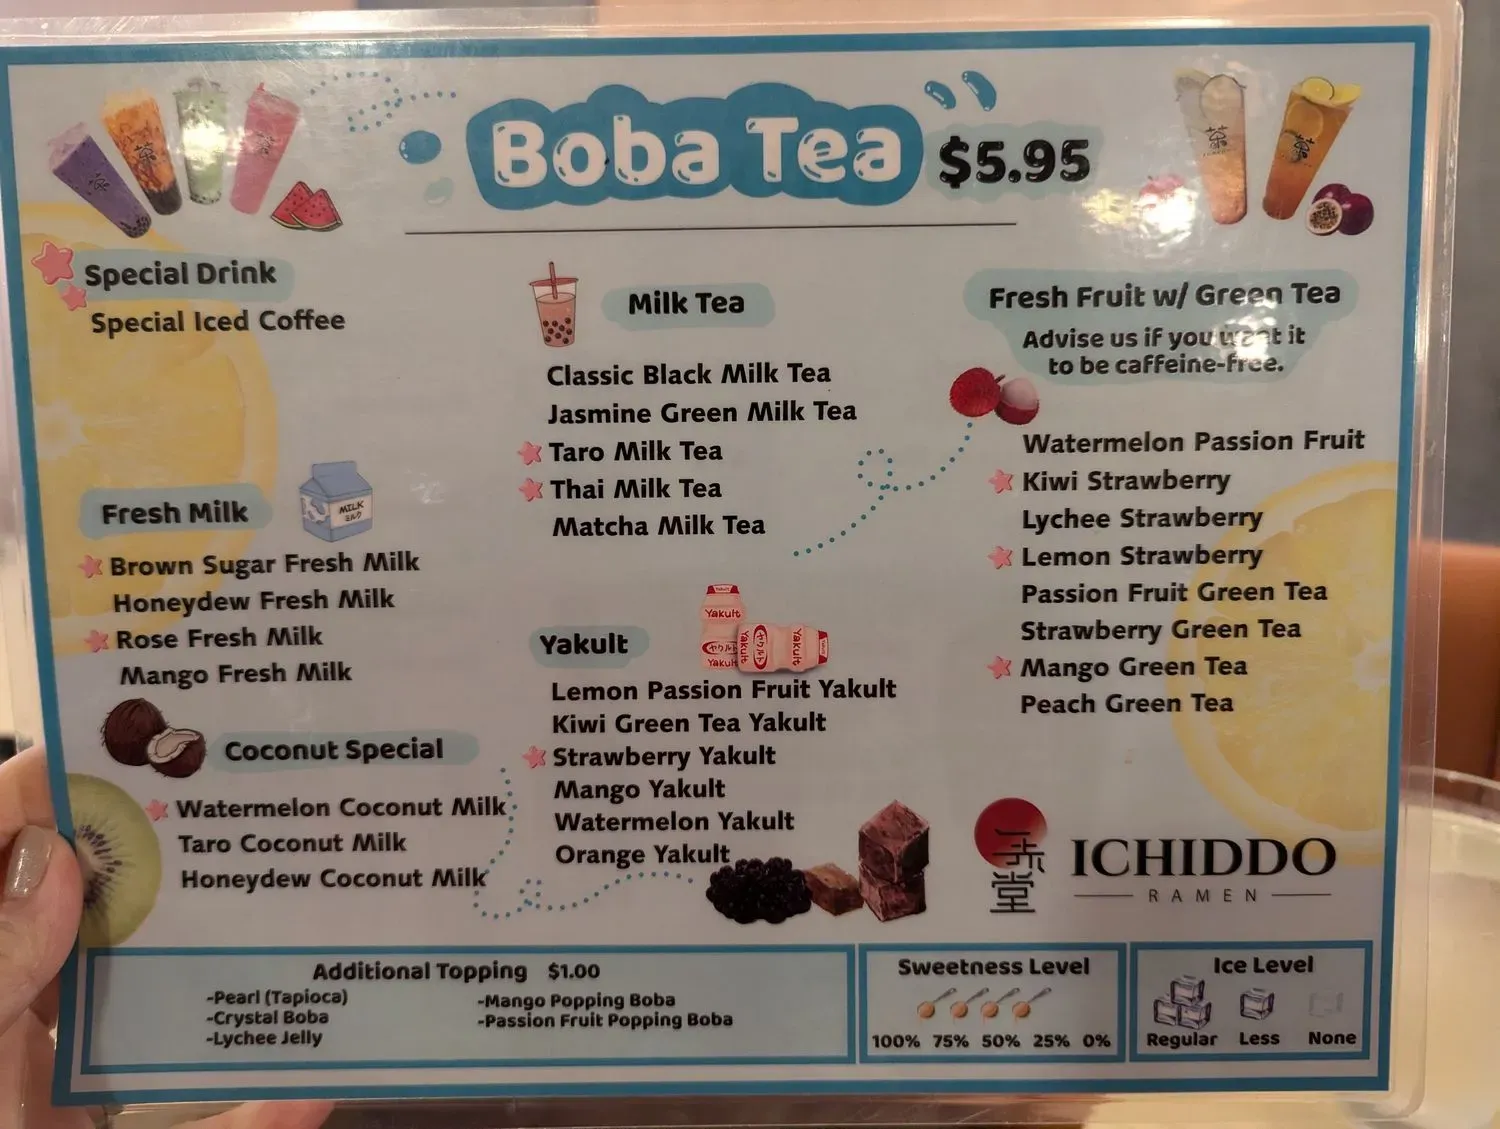 Boba Tea $5.95
Special Drink
Special Iced Coffee
Fresh Milk
MILK
ミルク
Brown Sugar Fresh Milk
Honeydew Fresh Milk
Rose Fresh Milk
Mango Fresh Milk
Coconut Special
Watermelon Coconut Milk
Taro Coconut Milk
Honeydew Coconut Milk
Milk Tea
Classic Black Milk Tea
Jasmine Green Milk Tea
Taro Milk Tea
Thai Milk Tea
Matcha Milk Tea
Yakult
Yakult
Yakult
Yakult
Yakult
Lemon Passion Fruit Yakult
Kiwi Green Tea Yakult
Strawberry Yakult
Mango Yakult
Watermelon Yakult
Orange Yakult
Fresh Fruit w/ Green Tea
Advise us if you want it
to be caffeine-free.
Watermelon Passion Fruit
Kiwi Strawberry
Lychee Strawberry
Lemon Strawberry
Passion Fruit Green Tea
Strawberry Green Tea
Mango Green Tea
Peach Green Tea
ICHIDDO
RAMEN
Additional Topping $1.00
-Pearl (Tapioca)
-Crystal Boba
-Lychee Jelly
-Mango Popping Boba
-Passion Fruit Popping Boba
Sweetness Level
100% 75% 50% 25% 0%
Ice Level
Regular Less None